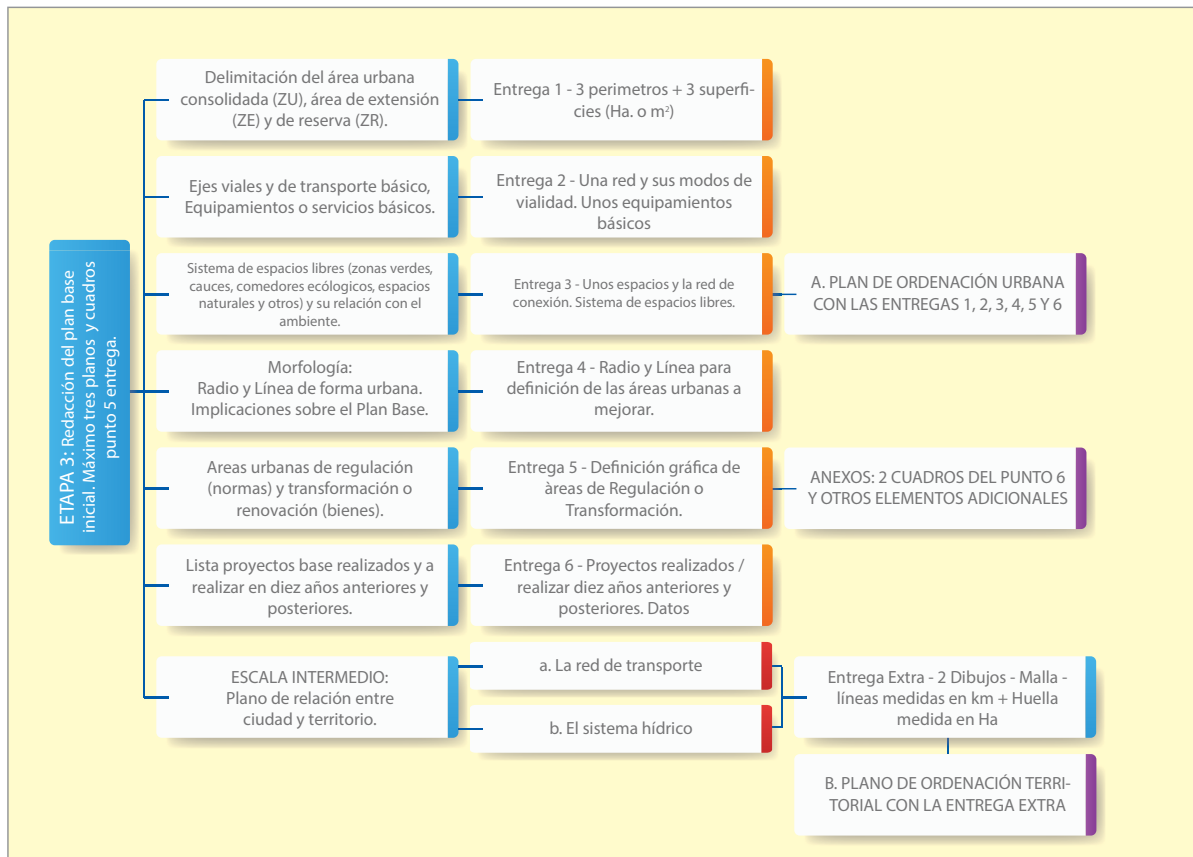 ETAPA 3: Redacción del plan base
inicial. Máximo tres planos y cuadros
punto 5 entrega.
Delimitación del área urbana
consolidada (ZU), área de extensión
(ZE) y de reserva (ZR).
Entrega 1 - 3 perimetros + 3 superfi-
cies (Ha. o m²)
Ejes viales y de transporte básico,
Equipamientos o servicios básicos.
Entrega 2 - Una red y sus modos de
vialidad. Unos equipamientos
básicos
Sistema de espacios libres (zonas verdes,
cauces, comedores ecólogicos, espacios
naturales y otros) y su relación con el
ambiente.
Entrega 3 - Unos espacios y la red de
conexión. Sistema de espacios libres.
A. PLAN DE ORDENACIÓN URBANA
CON LAS ENTREGAS 1, 2, 3, 4, 5 Y 6
Morfología:
Radio y Línea de forma urbana.
Implicaciones sobre el Plan Base.
Entrega 4 - Radio y Línea para
definición de las áreas urbanas a
mejorar.
Areas urbanas de regulación
(normas) y transformación o
renovación (bienes).
Entrega 5 - Definición gráfica de
àreas de Regulación o
Transformación.
ANEXOS: 2 CUADROS DEL PUNTO 6
Y OTROS ELEMENTOS ADICIONALES
Lista proyectos base realizados y a
realizar en diez años anteriores y
posteriores.
Entrega 6 - Proyectos realizados /
realizar diez años anteriores y
posteriores. Datos
ESCALA INTERMEDIO:
Plano de relación entre
ciudad y territorio.
a. La red de transporte
b. El sistema hídrico
Entrega Extra - 2 Dibujos - Malla -
líneas medidas en km + Huella
medida en Ha
B. PLANO DE ORDENACIÓN TERRI-
TORIAL CON LA ENTREGA EXTRA